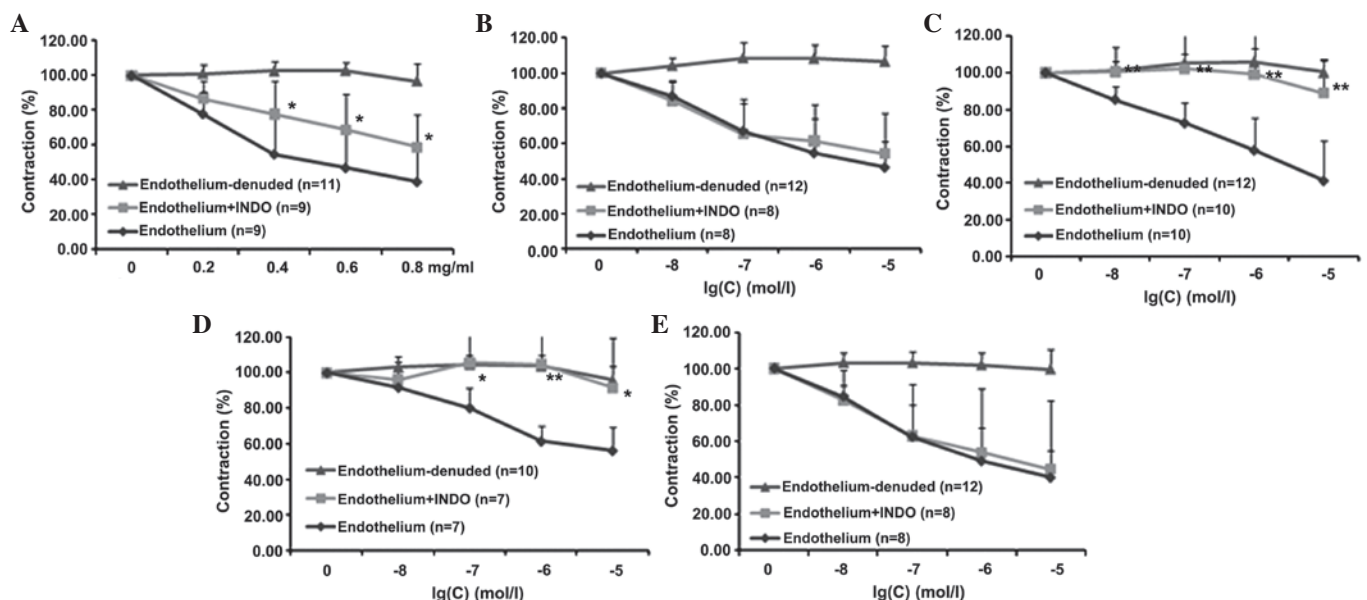 A
Contraction (%)
120.00
100.00
80.00
60.00
40.00
20.00
0.00
* * *
Endothelium-denuded (n=11)
Endothelium+INDO (n=9)
Endothelium (n=9)
0 0.2 0.4 0.6 0.8 mg/ml
B
Contraction (%)
120.00
100.00
80.00
60.00
40.00
20.00
0.00
Endothelium-denuded (n=12)
Endothelium+INDO (n=8)
Endothelium (n=8)
0 -8 -7 -6 -5
lg(C) (mol/l)
C
Contraction (%)
120.00
100.00
80.00
60.00
40.00
20.00
0.00
** ** ** **
Endothelium-denuded (n=12)
Endothelium+INDO (n=10)
Endothelium (n=10)
0 -8 -7 -6 -5
lg(C) (mol/l)
D
Contraction (%)
120.00
100.00
80.00
60.00
40.00
20.00
0.00
* ** *
Endothelium-denuded (n=10)
Endothelium+INDO (n=7)
Endothelium (n=7)
0 -8 -7 -6 -5
lg(C) (mol/l)
E
Contraction (%)
120.00
100.00
80.00
60.00
40.00
20.00
0.00
Endothelium-denuded (n=12)
Endothelium+INDO (n=8)
Endothelium (n=8)
0 -8 -7 -6 -5
lg(C) (mol/l)